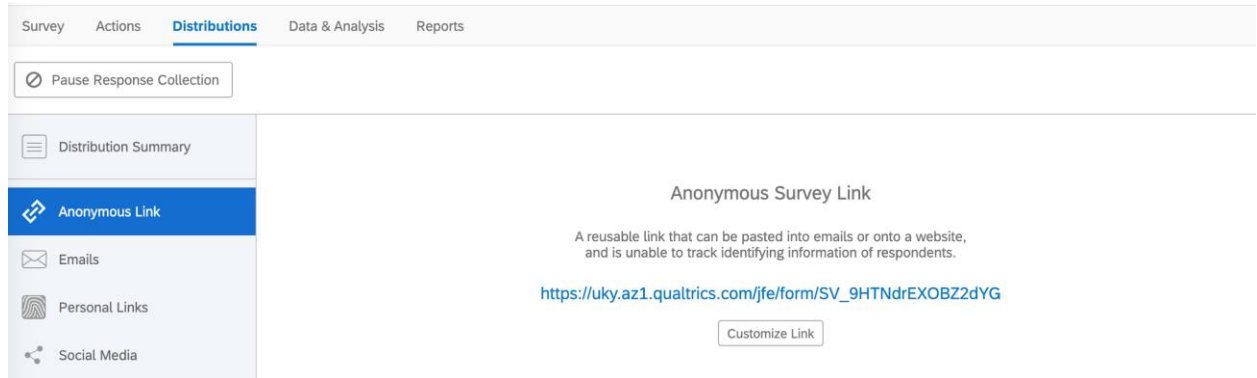 Survey Actions Distributions Data & Analysis Reports
Pause Response Collection
Distribution Summary
Anonymous Link
Emails
Personal Links
Social Media
Anonymous Survey Link
A reusable link that can be pasted into emails or onto a website,
and is unable to track identifying information of respondents.
https://uky.az1.qualtrics.com/jfe/form/SV_9HTNdrEXOBZ2dYG
Customize Link